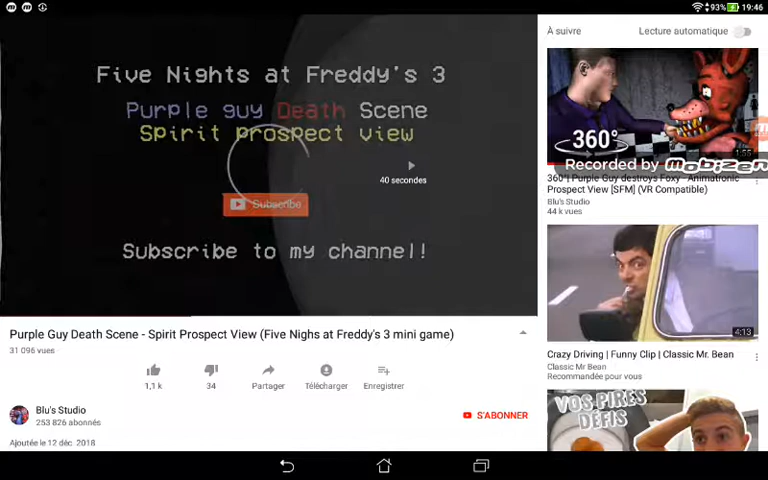 93% 19:46
Five Nights at Freddy's 3
Purple guy Death Scene
Spirit prospect view
40 secondes
Subscribe
Subscribe to my channel!
Purple Guy Death Scene - Spirit Prospect View (Five Nighs at Freddy's 3 mini game)
31 096 vues
1,1 k
34
Partager
Télécharger
Enregistrer
Blu's Studio
253 826 abonnés
S'ABONNER
Ajoutée le 12 déc. 2018
À suivre
Lecture automatique
360°
1:55
Recorded by mobizen
360°| Purple Guy destroys Foxy - Animatronic
Prospect View [SFM] (VR Compatible)
Blu's Studio
44 k vues
4:13
Crazy Driving | Funny Clip | Classic Mr. Bean
Classic Mr Bean
Recommandée pour vous
VOS PIRES
DÉFIS